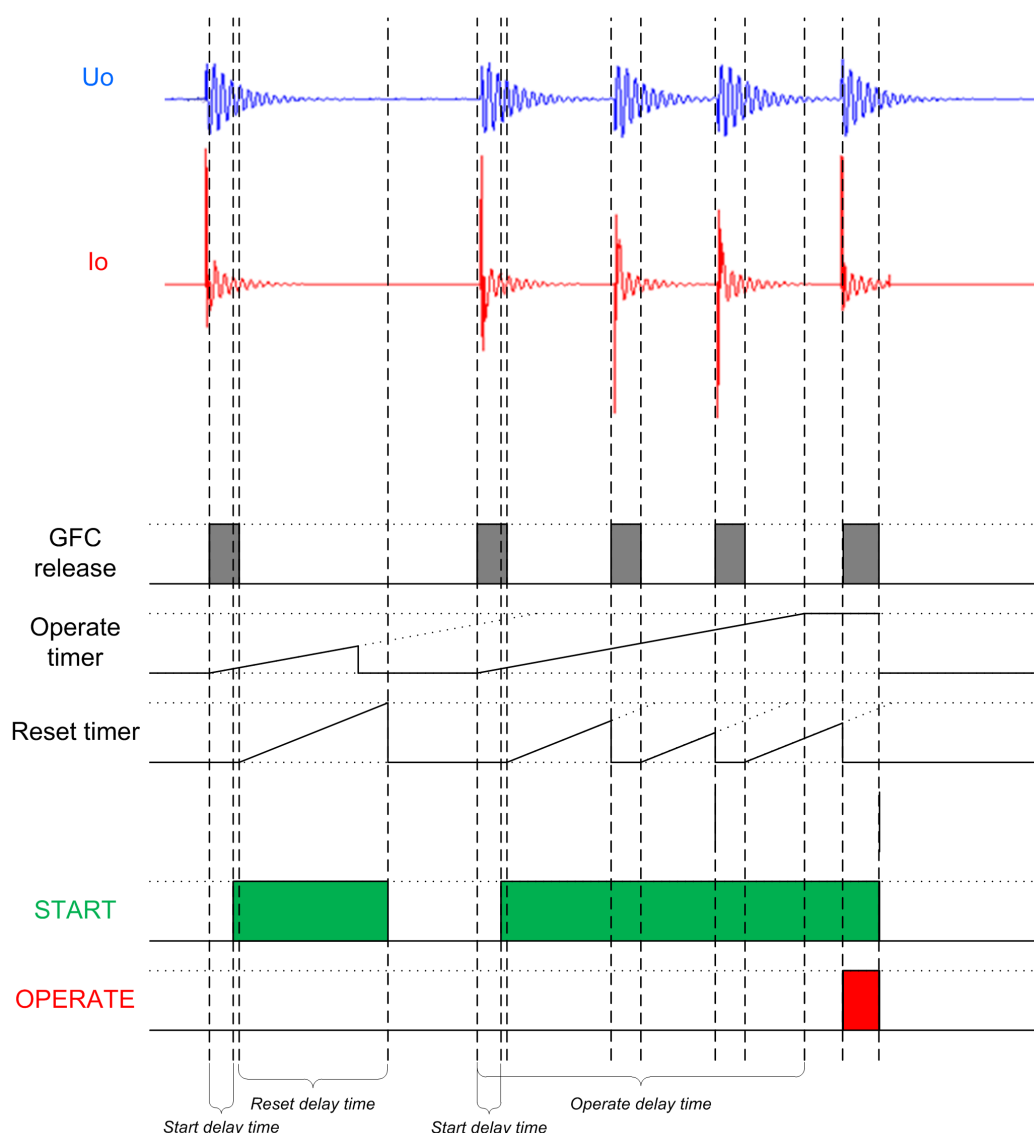 Uo
Io
GFC
release
Operate
timer
Reset timer
START
OPERATE
Reset delay time
Operate delay time
Start delay time
Start delay time